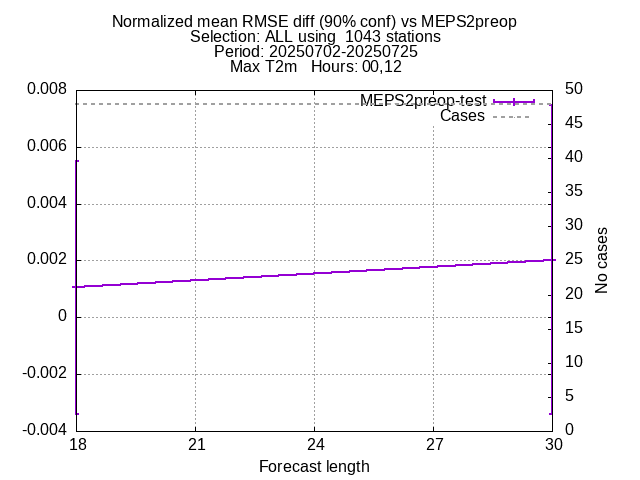 Normalized mean RMSE diff (90% conf) vs MEPS2preop
Selection: ALL using  1043 stations
Period: 20250702-20250725
Max T2m   Hours: 00,12
MEPS2preop-test
Cases
0.008
0.006
0.004
0.002
0
-0.002
-0.004
50
45
40
35
30
25
20
15
10
5
0
No cases
18
21
24
27
30
Forecast length